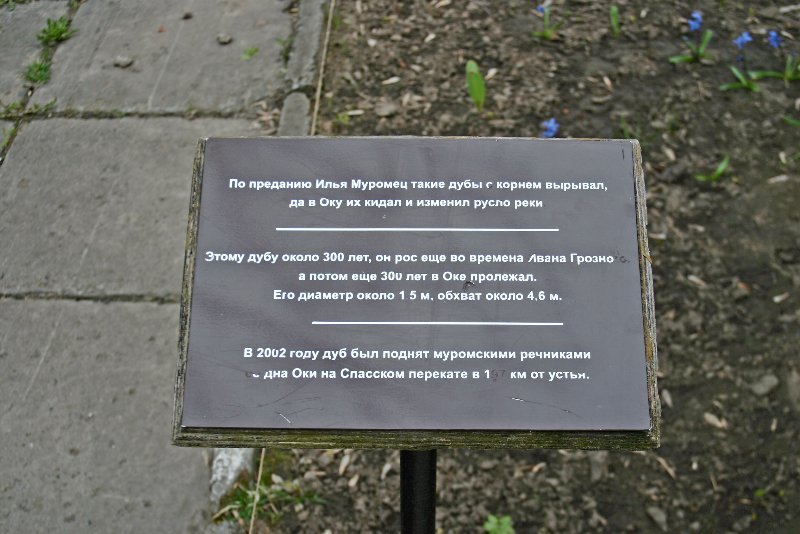 По преданию Илья Муромец такие дубы с корнем вырывал,
да в Оку их кидал и изменил русло реки
Этому дубу около 300 лет, он рос еще во времена Ивана Грозного
а потом еще 300 лет в Оке пролежал.
Его диаметр около 1.5 м, обхват около 4.6 м.
В 2002 году дуб был поднят муромскими речниками
со дна Оки на Спасском перекате в км от устья.